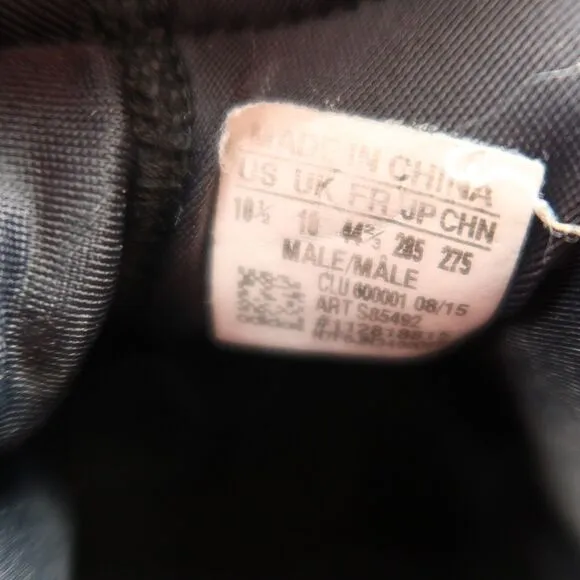 MADE IN CHINA
US UK FR JP CHN
10½ 10 44⅔ 285 275
MALE/MÂLE
CLU 600001 08/15
ART S85492